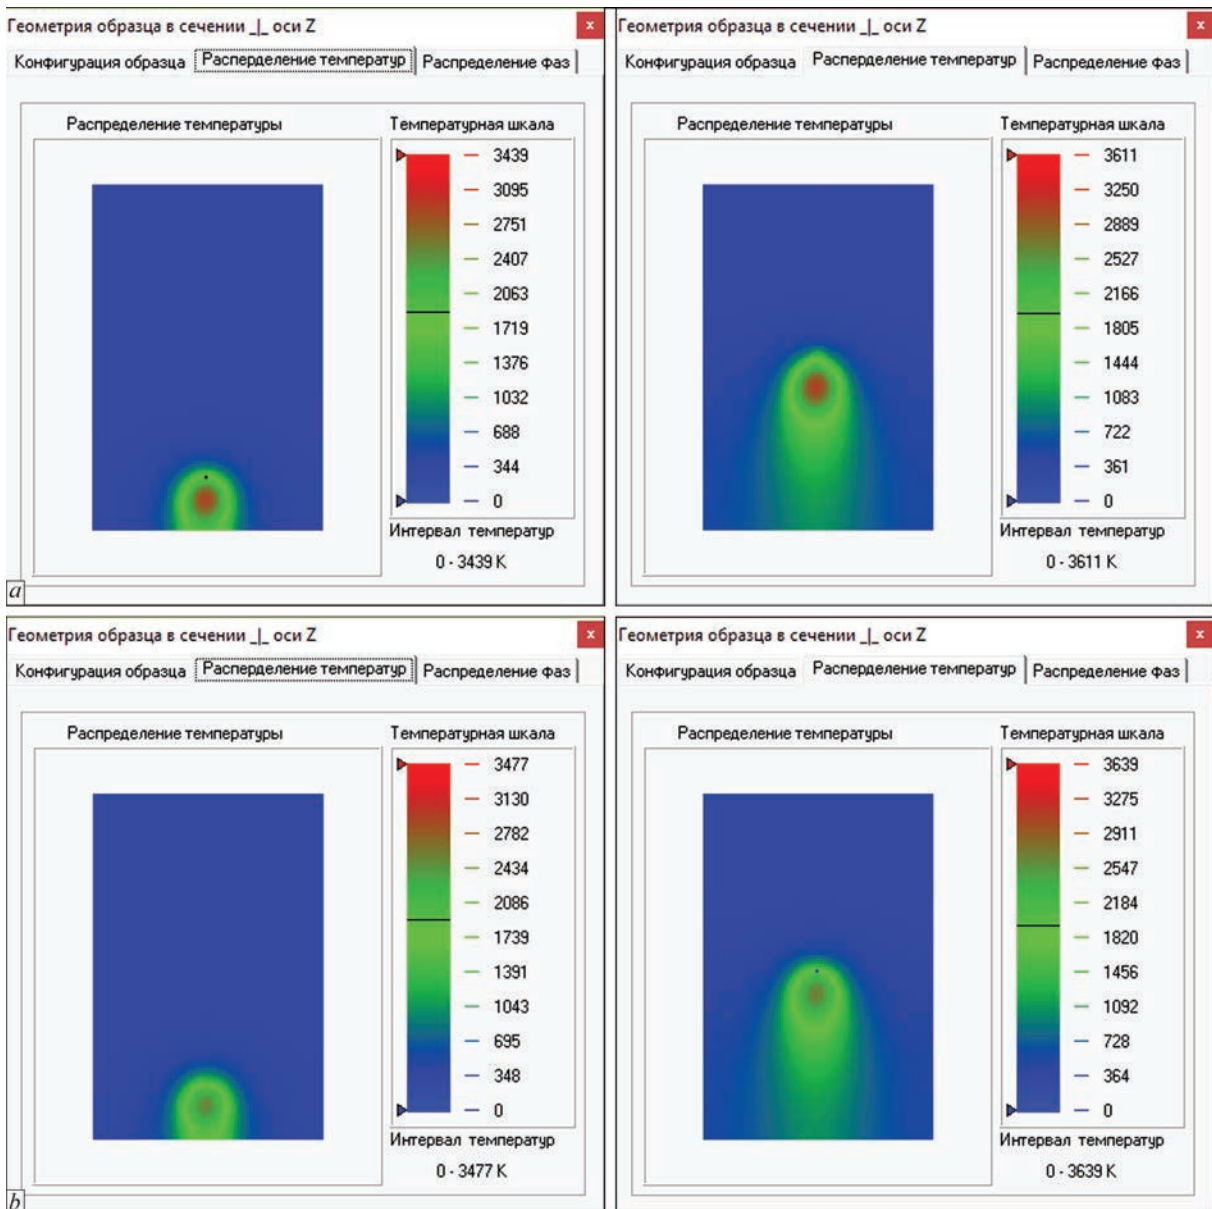 Геометрия образца в сечении _|_ оси Z x
Конфигурация образца Расперделение температур Распределение фаз
Распределение температуры Температурная шкала
3439
3095
2751
2407
2063
1719
1376
1032
688
344
0
Интервал температур
0 - 3439 K
a
Геометрия образца в сечении _|_ оси Z x
Конфигурация образца Расперделение температур Распределение фаз
Распределение температуры Температурная шкала
3611
3250
2889
2527
2166
1805
1444
1083
722
361
0
Интервал температур
0 - 3611 K
Геометрия образца в сечении _|_ оси Z x
Конфигурация образца Расперделение температур Распределение фаз
Распределение температуры Температурная шкала
3477
3130
2782
2434
2086
1739
1391
1043
695
348
0
Интервал температур
0 - 3477 K
b
Геометрия образца в сечении _|_ оси Z x
Конфигурация образца Расперделение температур Распределение фаз
Распределение температуры Температурная шкала
3639
3275
2911
2547
2184
1820
1456
1092
728
364
0
Интервал температур
0 - 3639 K